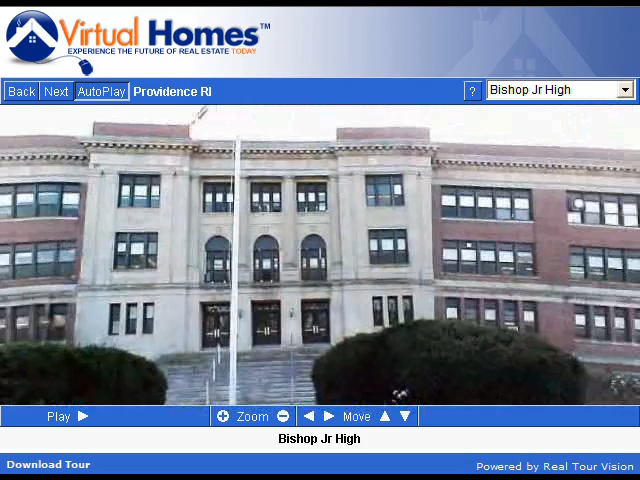 Virtual Homes™
EXPERIENCE THE FUTURE OF REAL ESTATE TODAY
Back Next AutoPlay Providence RI ? Bishop Jr High
Play Zoom Move
Bishop Jr High
Download Tour Powered by Real Tour Vision